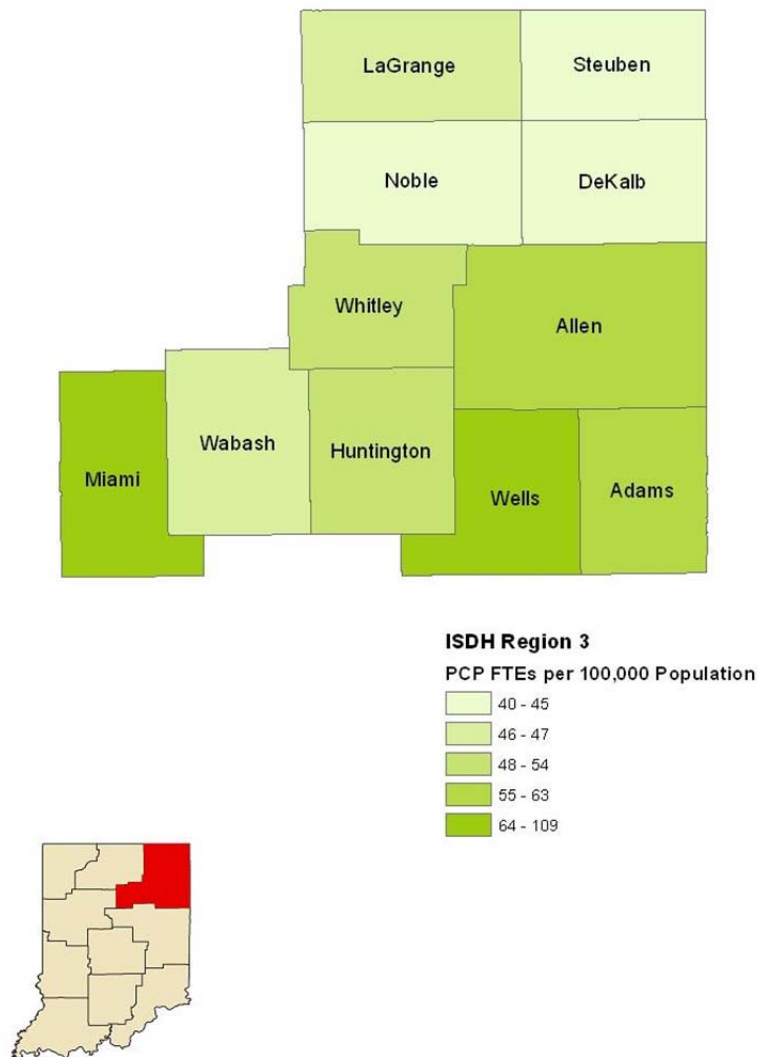 LaGrange
Steuben
Noble
DeKalb
Whitley
Allen
Wabash
Huntington
Miami
Wells
Adams
ISDH Region 3
PCP FTEs per 100,000 Population
40 - 45
46 - 47
48 - 54
55 - 63
64 - 109